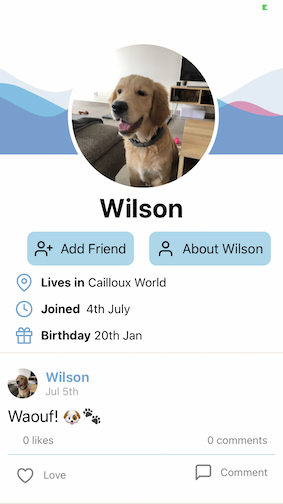 Wilson
Add Friend
About Wilson
Lives in Cailloux World
Joined 4th July
Birthday 20th Jan
Wilson
Jul 5th
Waouf! 🐶🐾
0 likes
0 comments
Love
Comment